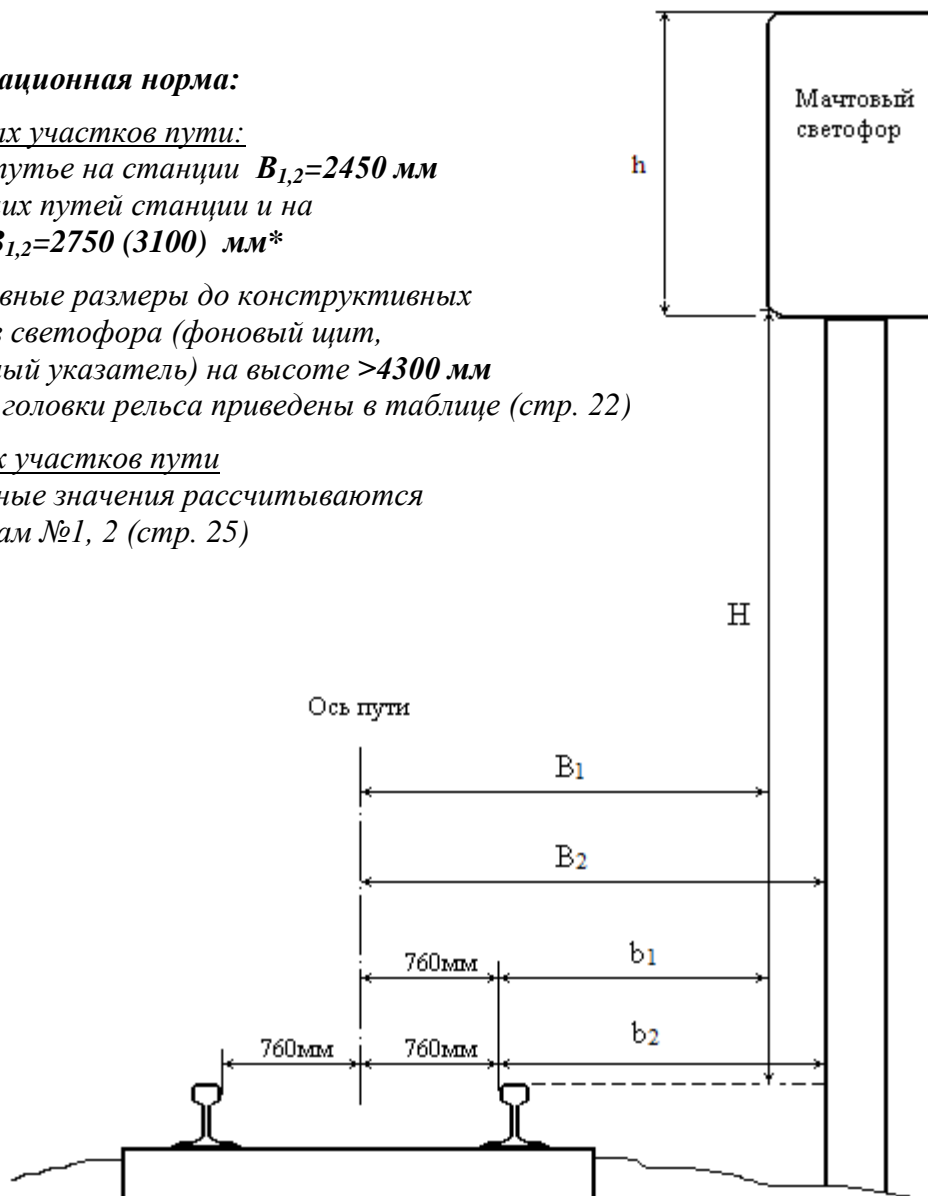 ационная норма:
ых участков пути:
путье на станции B1,2=2450 мм
их путей станции и на
B1,2=2750 (3100) мм*
вные размеры до конструктивных
в светофора (фоновый щит,
ный указатель) на высоте >4300 мм
головки рельса приведены в таблице (стр. 22)
х участков пути
ные значения рассчитываются
ам №1, 2 (стр. 25)
Мачтовый
светофор
h
H
Ось пути
B1
B2
760мм
b1
760мм
760мм
b2